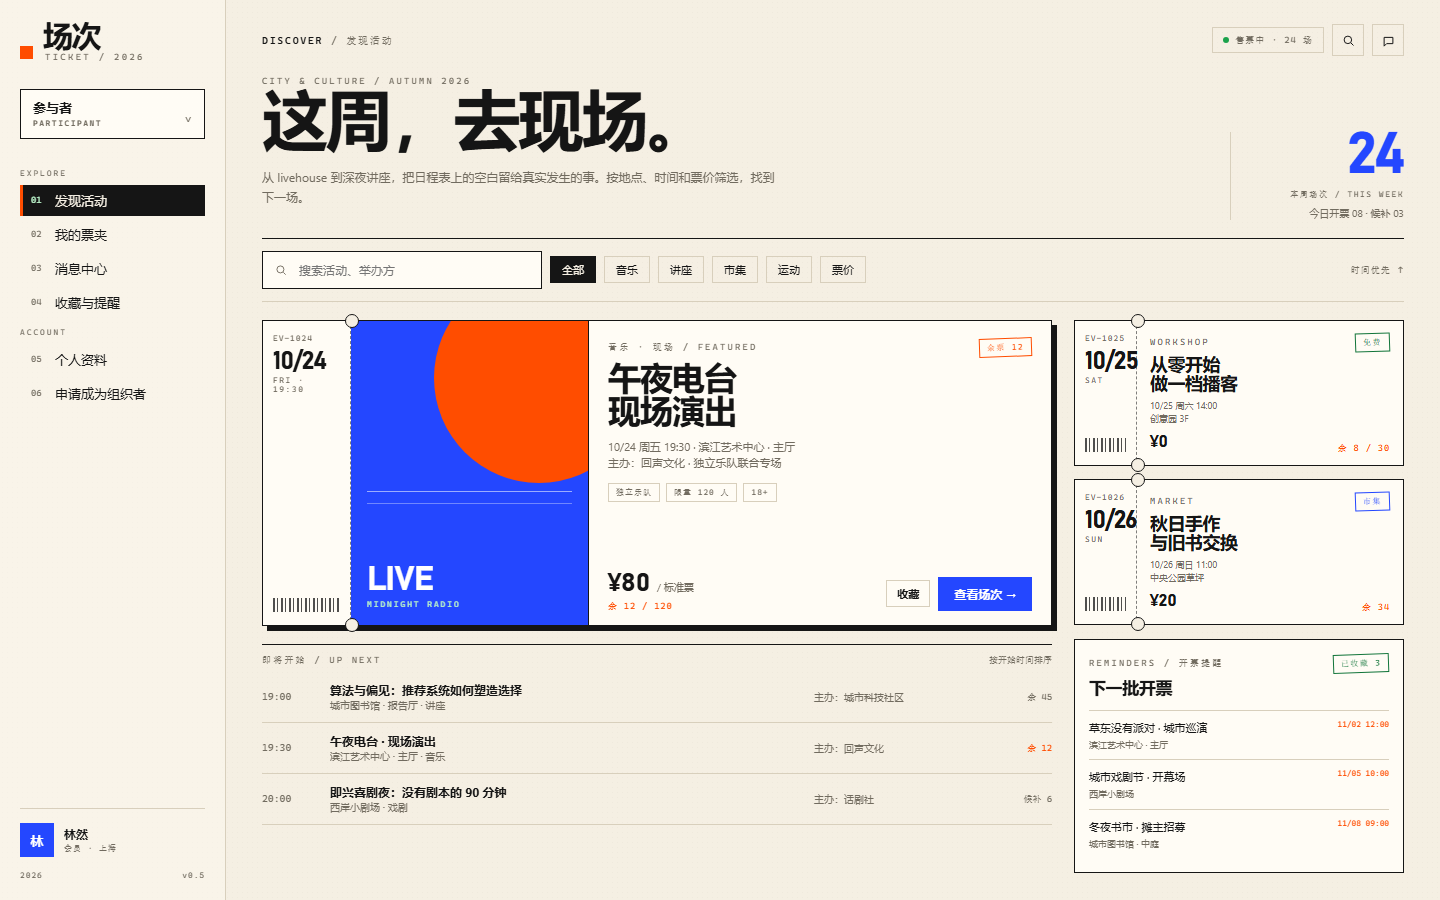 场次
TICKET / 2026
参与者
PARTICIPANT
v
EXPLORE
01 发现活动
02 我的票夹
03 消息中心
04 收藏与提醒
ACCOUNT
05 个人资料
06 申请成为组织者
林
林然
会员 · 上海
2026 v0.5
DISCOVER / 发现活动
售票中 · 24 场
CITY & CULTURE / AUTUMN 2026
这周，去现场。
从 livehouse 到深夜讲座，把日程表上的空白留给真实发生的事。按地点、时间和票价筛选，找到
下一场。
24
本周场次 / THIS WEEK
今日开票 08 · 候补 03
搜索活动、举办方
全部 音乐 讲座 市集 运动 票价
时间优先 ↑
EV-1024
10/24
FRI ·
19:30
LIVE
MIDNIGHT RADIO
音乐 · 现场 / FEATURED
余票 12
午夜电台
现场演出
10/24 周五 19:30 · 滨江艺术中心 · 主厅
主办：回声文化 · 独立乐队联合专场
独立乐队 限量 120 人 18+
¥80 / 标准票
余 12 / 120
收藏
查看场次 →
EV-1025
10/25
SAT
WORKSHOP
免费
从零开始
做一档播客
10/25 周六 14:00
创意园 3F
¥0
余 8 / 30
EV-1026
10/26
SUN
MARKET
市集
秋日手作
与旧书交换
10/26 周日 11:00
中央公园草坪
¥20
余 34
即将开始 / UP NEXT
按开始时间排序
19:00 算法与偏见：推荐系统如何塑造选择 主办：城市科技社区 余 45
城市图书馆 · 报告厅 · 讲座
19:30 午夜电台 · 现场演出 主办：回声文化 余 12
滨江艺术中心 · 主厅 · 音乐
20:00 即兴喜剧夜：没有剧本的 90 分钟 主办：话剧社 候补 6
西岸小剧场 · 戏剧
REMINDERS / 开票提醒
已收藏 3
下一批开票
草东没有派对 · 城市巡演 11/02 12:00
滨江艺术中心 · 主厅
城市戏剧节 · 开幕场 11/05 10:00
西岸小剧场
冬夜书市 · 摊主招募 11/08 09:00
城市图书馆 · 中庭